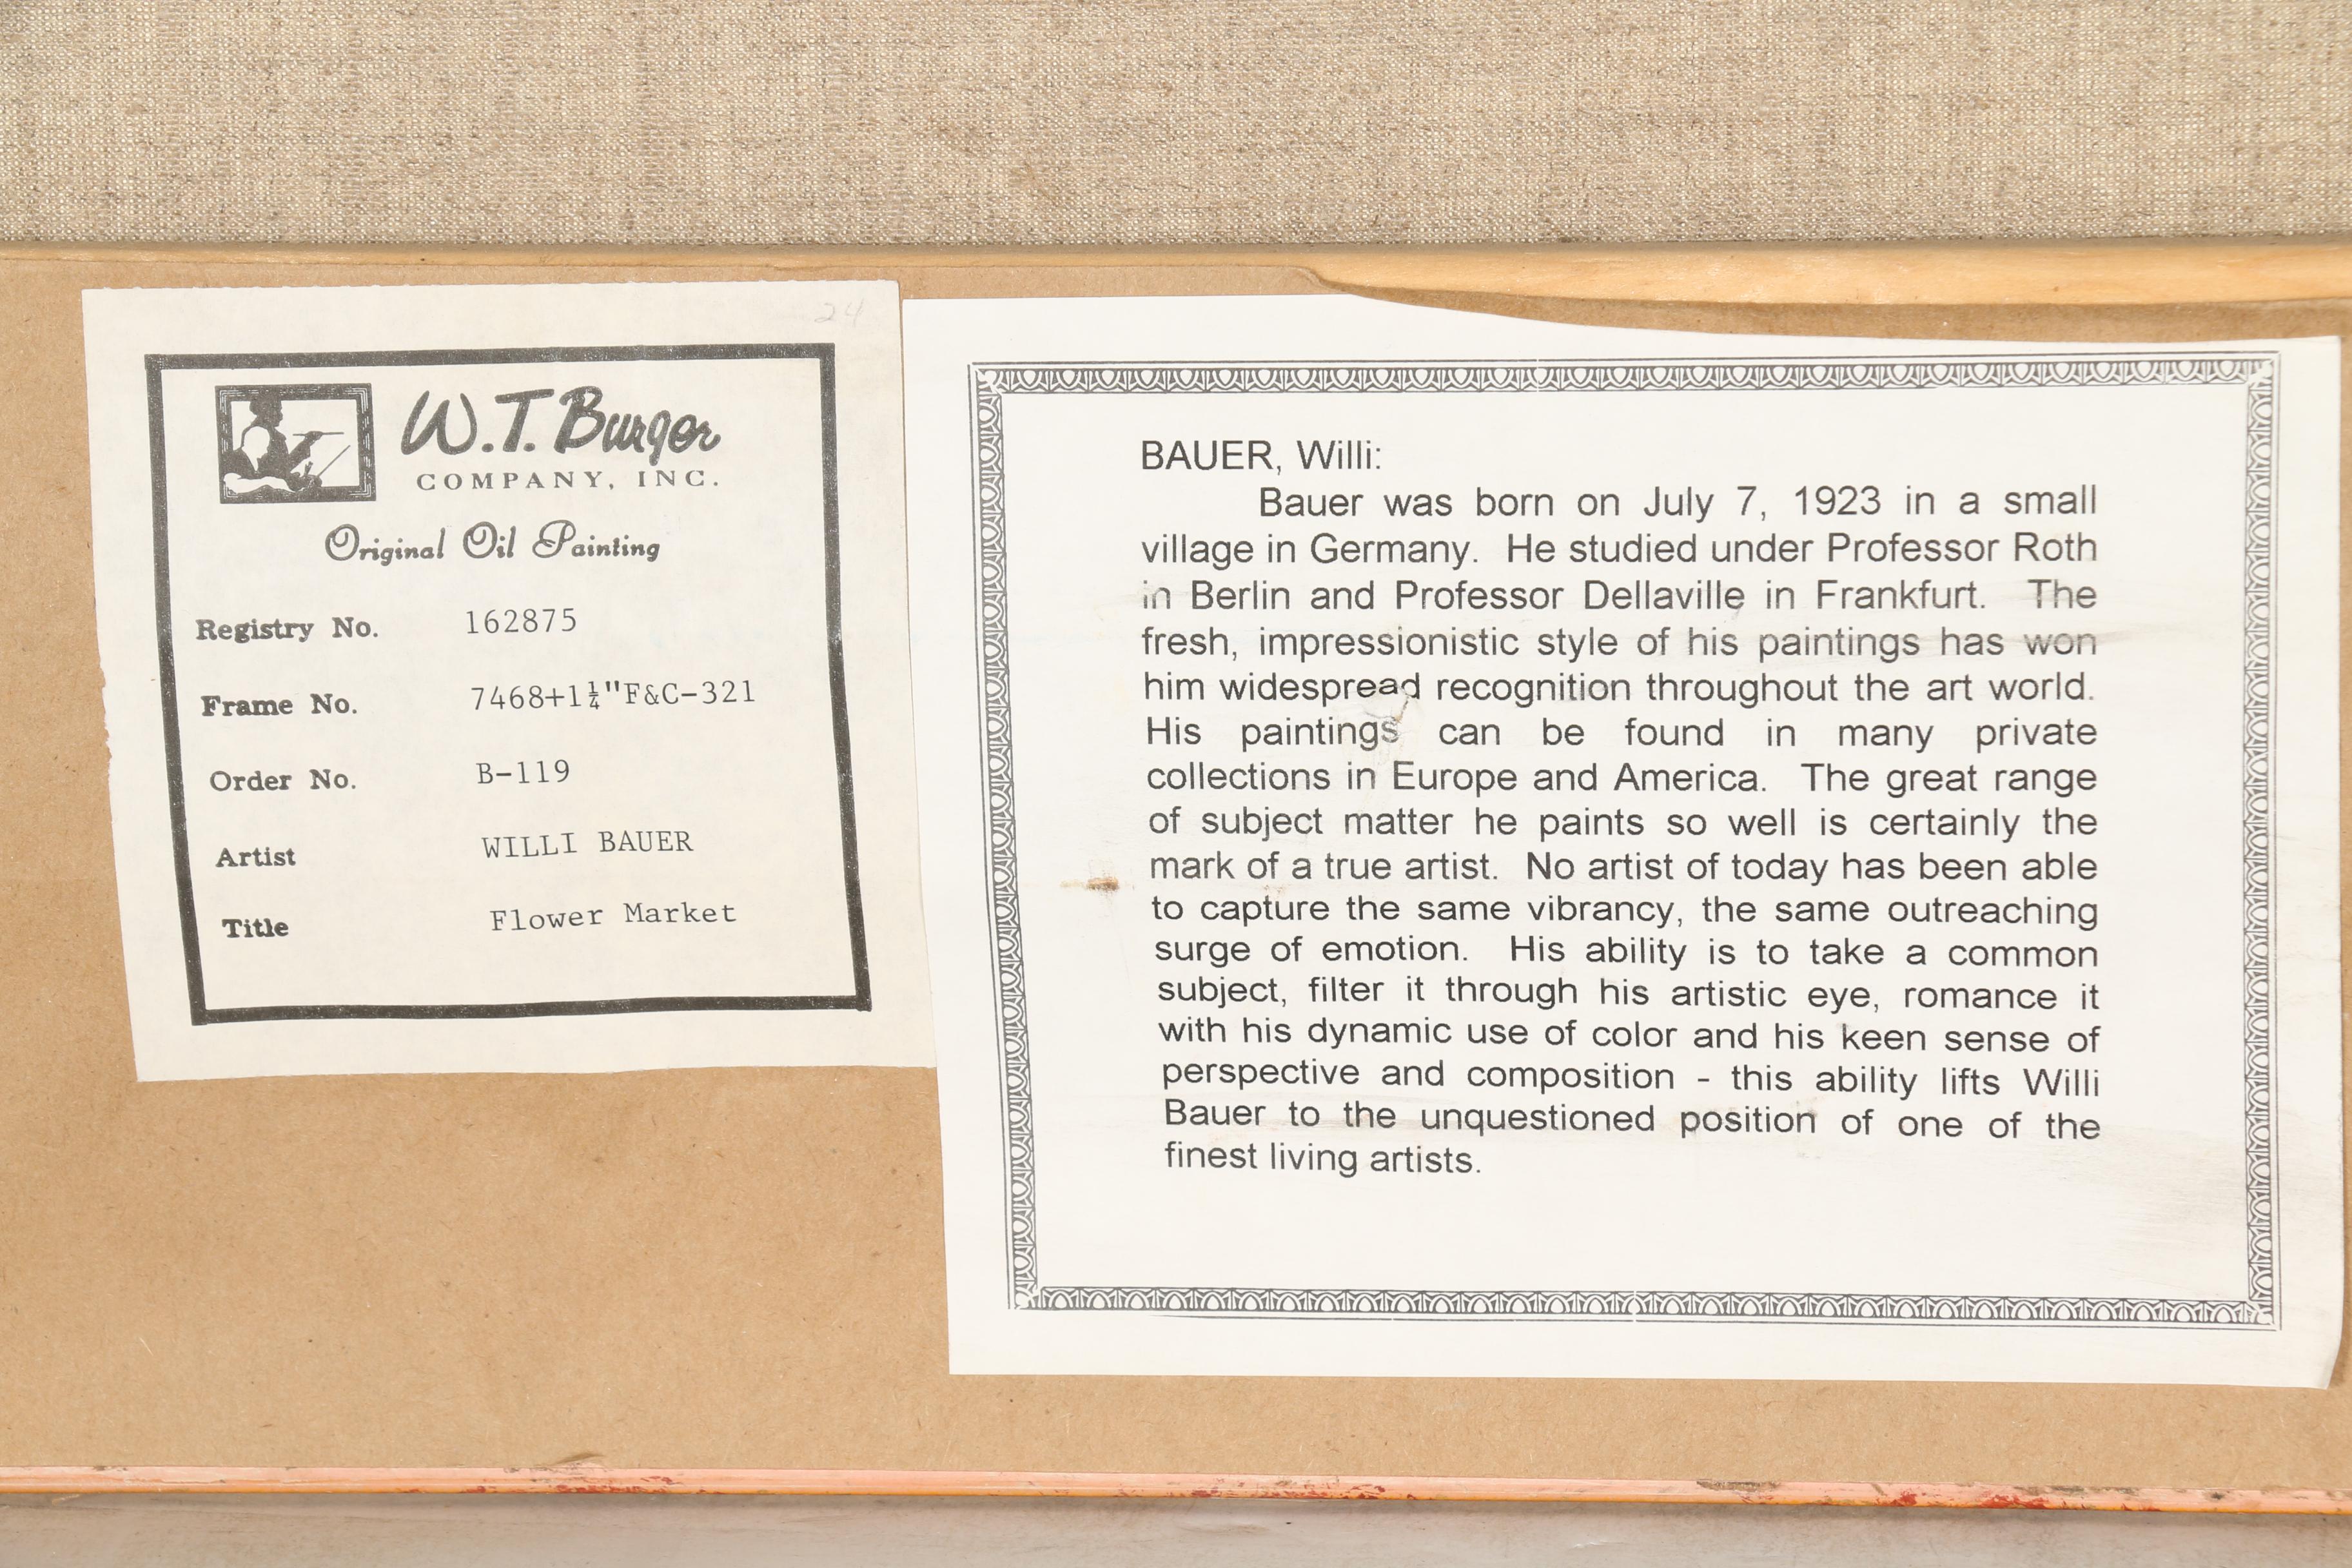 24
W.T. Burger
COMPANY, INC.
Original Oil Painting
Registry No. 162875
Frame No. 7468+1¼"F&C-321
Order No. B-119
Artist WILLI BAUER
Title Flower Market
BAUER, Willi:
Bauer was born on July 7, 1923 in a small
village in Germany. He studied under Professor Roth
in Berlin and Professor Dellaville in Frankfurt. The
fresh, impressionistic style of his paintings has won
him widespread recognition throughout the art world.
His paintings can be found in many private
collections in Europe and America. The great range
of subject matter he paints so well is certainly the
mark of a true artist. No artist of today has been able
to capture the same vibrancy, the same outreaching
surge of emotion. His ability is to take a common
subject, filter it through his artistic eye, romance it
with his dynamic use of color and his keen sense of
perspective and composition - this ability lifts Willi
Bauer to the unquestioned position of one of the
finest living artists.